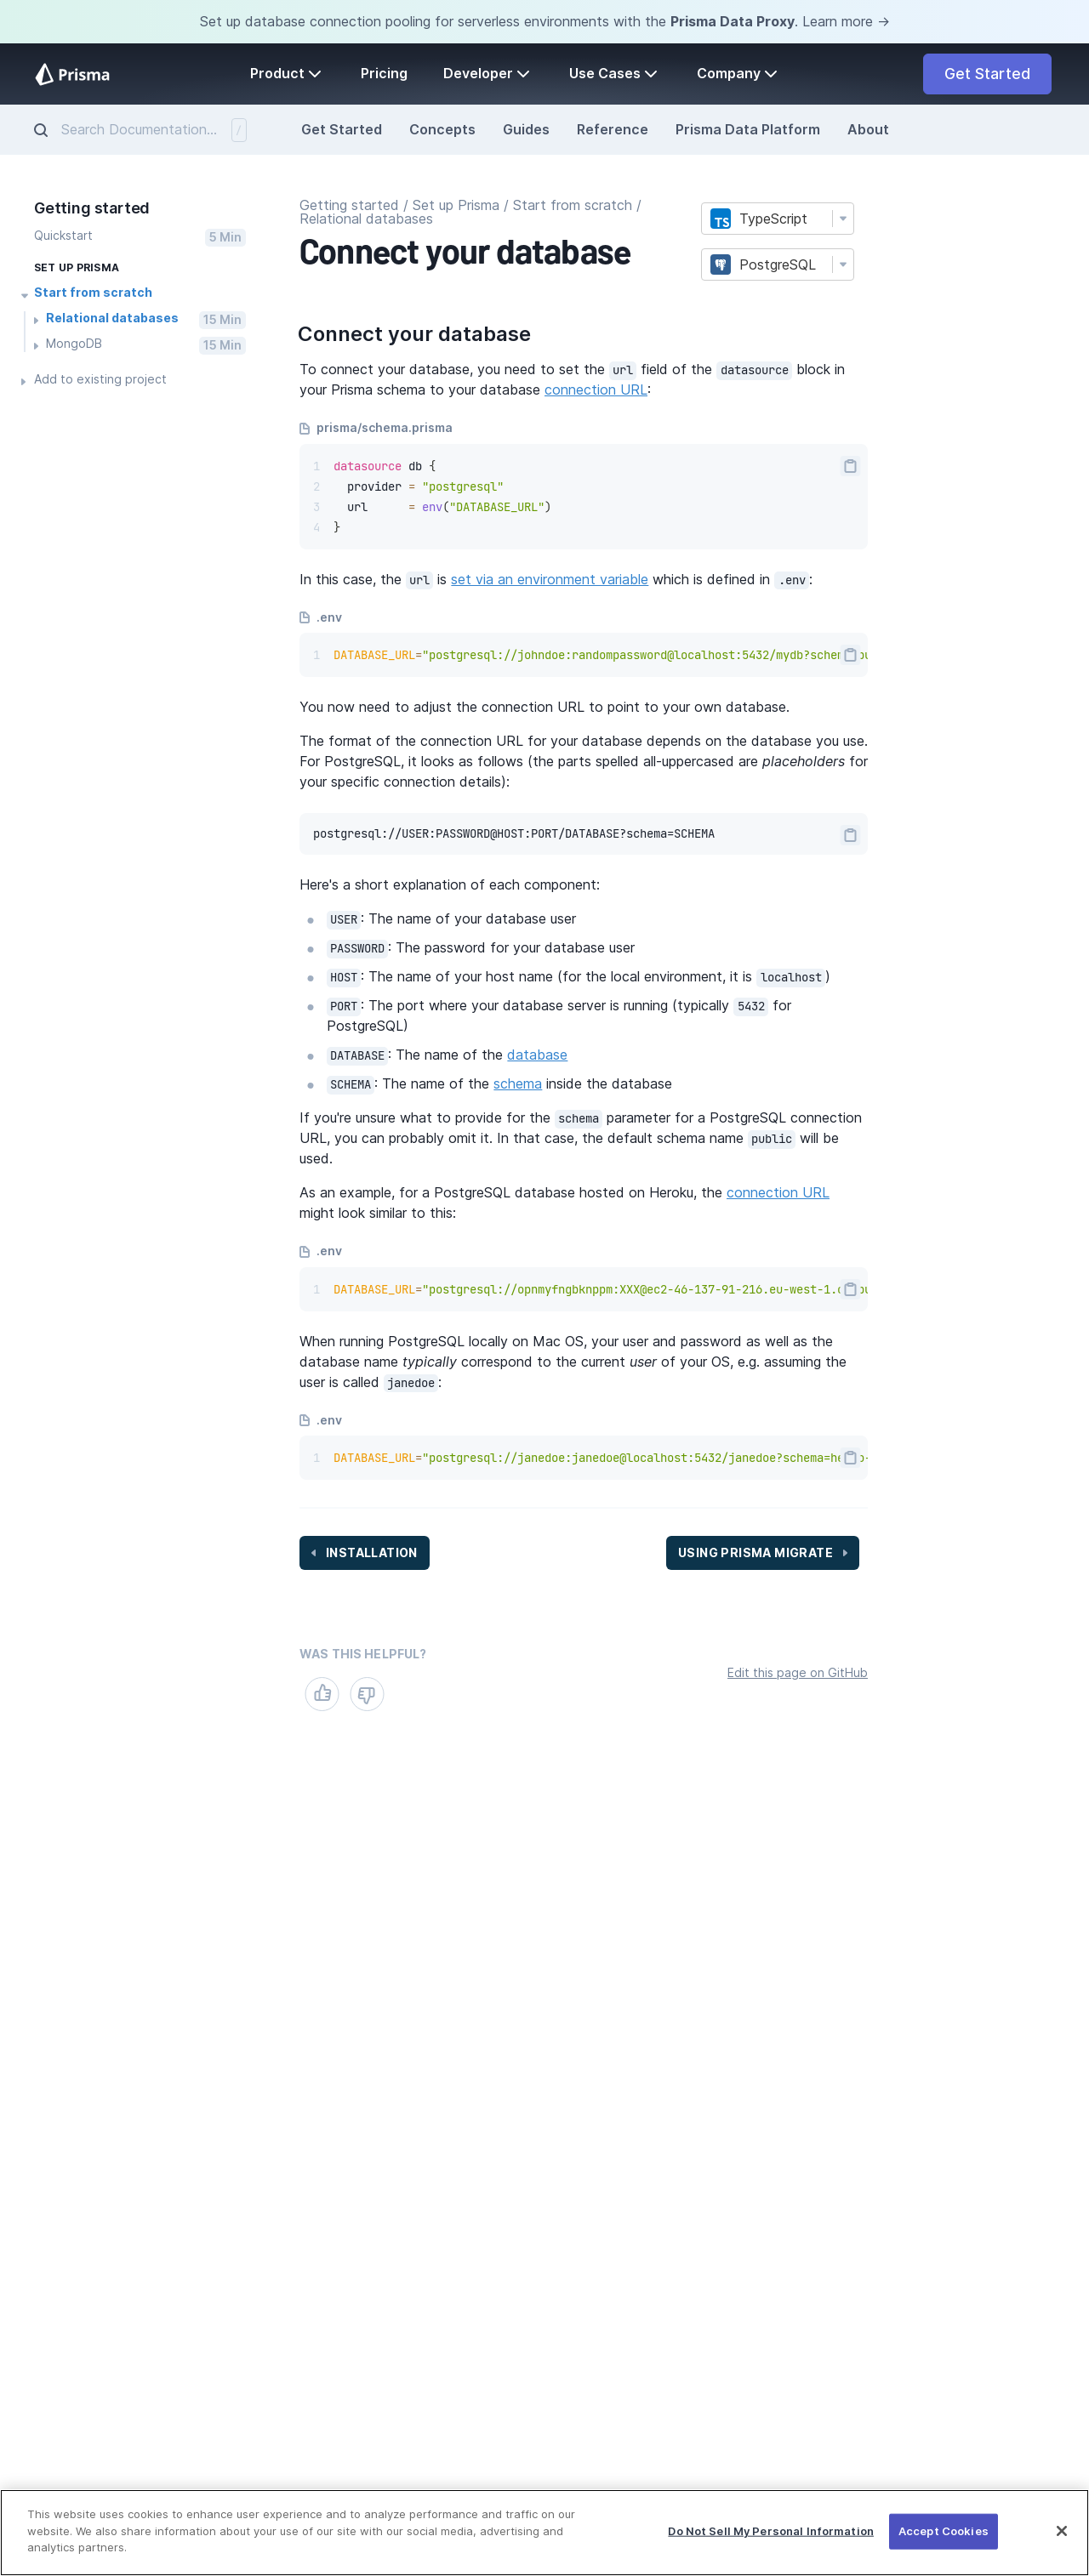 Set up database connection pooling for serverless environments with the Prisma Data Proxy. Learn more →
Prisma
Product
Pricing
Developer
Use Cases
Company
Get Started
Search Documentation... /
Get Started
Concepts
Guides
Reference
Prisma Data Platform
About
Getting started
Quickstart 5 Min
SET UP PRISMA
Start from scratch
Relational databases 15 Min
MongoDB 15 Min
Add to existing project
Getting started / Set up Prisma / Start from scratch /
Relational databases
Connect your database
TS TypeScript
PostgreSQL
Connect your database
To connect your database, you need to set the url field of the datasource block in
your Prisma schema to your database connection URL:
prisma/schema.prisma
1 datasource db {
2   provider = "postgresql"
3   url      = env("DATABASE_URL")
4 }
In this case, the url is set via an environment variable which is defined in .env:
.env
1 DATABASE_URL="postgresql://johndoe:randompassword@localhost:5432/mydb?schem
You now need to adjust the connection URL to point to your own database.
The format of the connection URL for your database depends on the database you use.
For PostgreSQL, it looks as follows (the parts spelled all-uppercased are placeholders for
your specific connection details):
postgresql://USER:PASSWORD@HOST:PORT/DATABASE?schema=SCHEMA
Here's a short explanation of each component:
USER: The name of your database user
PASSWORD: The password for your database user
HOST: The name of your host name (for the local environment, it is localhost)
PORT: The port where your database server is running (typically 5432 for
PostgreSQL)
DATABASE: The name of the database
SCHEMA: The name of the schema inside the database
If you're unsure what to provide for the schema parameter for a PostgreSQL connection
URL, you can probably omit it. In that case, the default schema name public will be
used.
As an example, for a PostgreSQL database hosted on Heroku, the connection URL
might look similar to this:
.env
1 DATABASE_URL="postgresql://opnmyfngbknppm:XXX@ec2-46-137-91-216.eu-west-1.
When running PostgreSQL locally on Mac OS, your user and password as well as the
database name typically correspond to the current user of your OS, e.g. assuming the
user is called janedoe:
.env
1 DATABASE_URL="postgresql://janedoe:janedoe@localhost:5432/janedoe?schema=
INSTALLATION
USING PRISMA MIGRATE
WAS THIS HELPFUL?
Edit this page on GitHub
This website uses cookies to enhance user experience and to analyze performance and traffic on our
website. We also share information about your use of our site with our social media, advertising and
analytics partners.
Do Not Sell My Personal Information
Accept Cookies